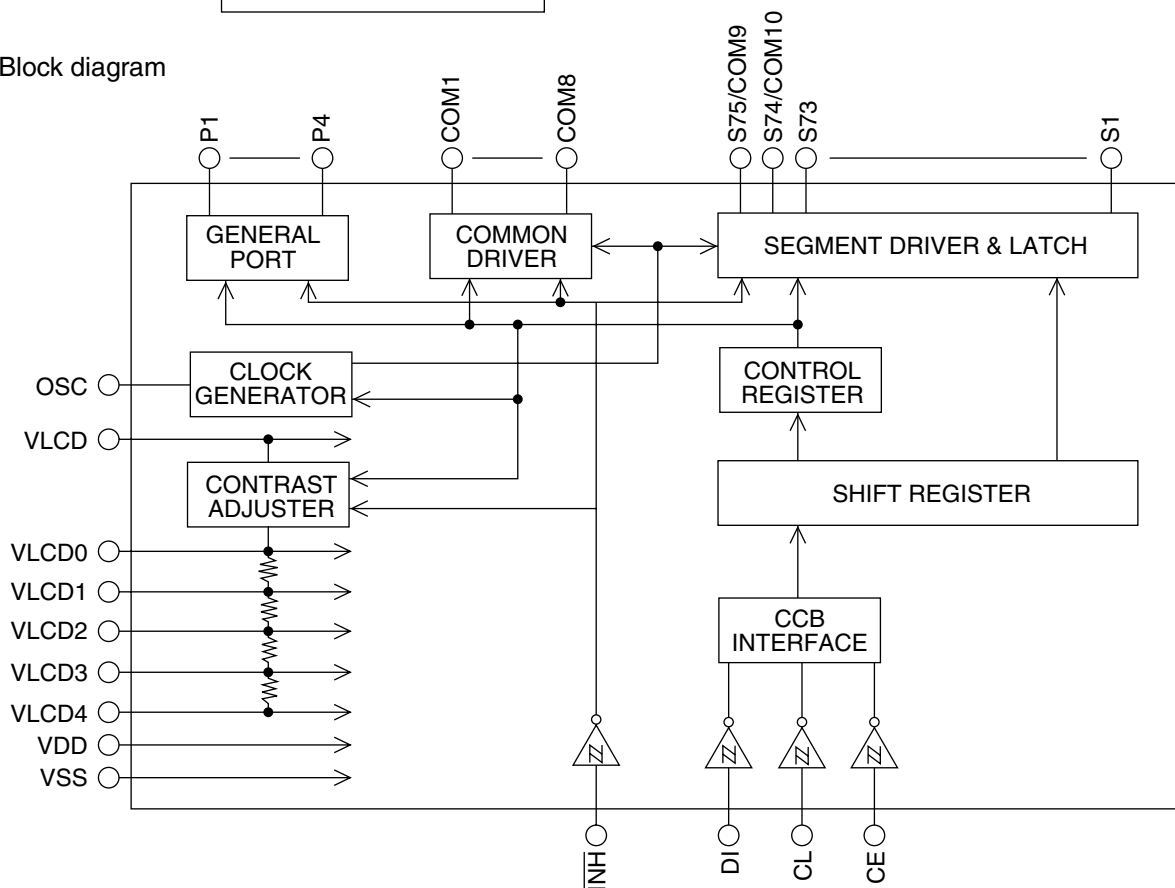 Block diagram
P1
P4
COM1
COM8
S75/COM9
S74/COM10
S73
S1
GENERAL
PORT
COMMON
DRIVER
SEGMENT DRIVER & LATCH
OSC
CLOCK
GENERATOR
CONTROL
REGISTER
VLCD
CONTRAST
ADJUSTER
SHIFT REGISTER
VLCD0
VLCD1
VLCD2
VLCD3
VLCD4
VDD
VSS
CCB
INTERFACE
INH
DI
CL
CE